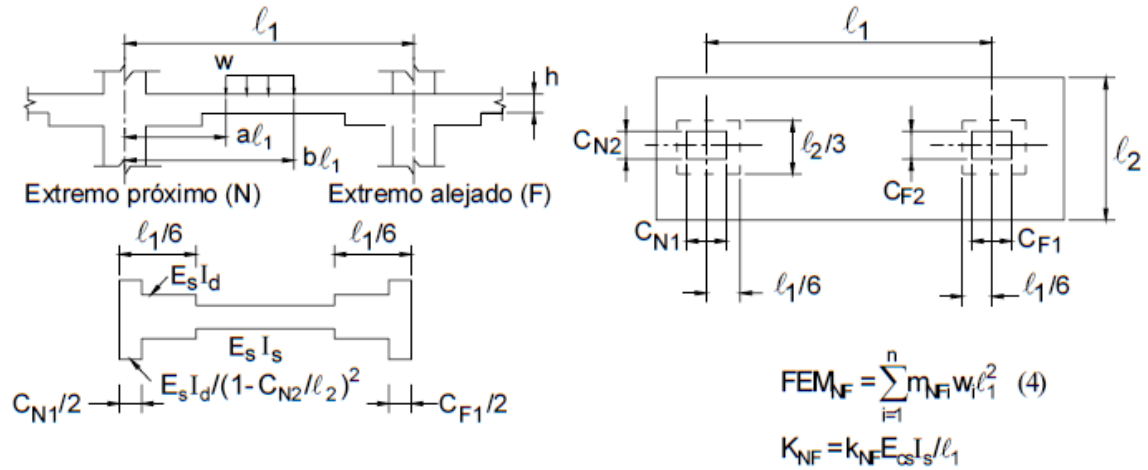 ℓ1
w
h
aℓ1
bℓ1
Extremo próximo (N)
Extremo alejado (F)
ℓ1/6
ℓ1/6
EsId
EsIs
EsId/(1-CN2/ℓ2)²
CN1/2
CF1/2
ℓ1
CN2
ℓ2/3
CF2
ℓ2
CN1
CF1
ℓ1/6
ℓ1/6
FEMNF = ∑i=1n mNFi wi ℓ1² (4)
KNF = kNF Ecs Is/ℓ1